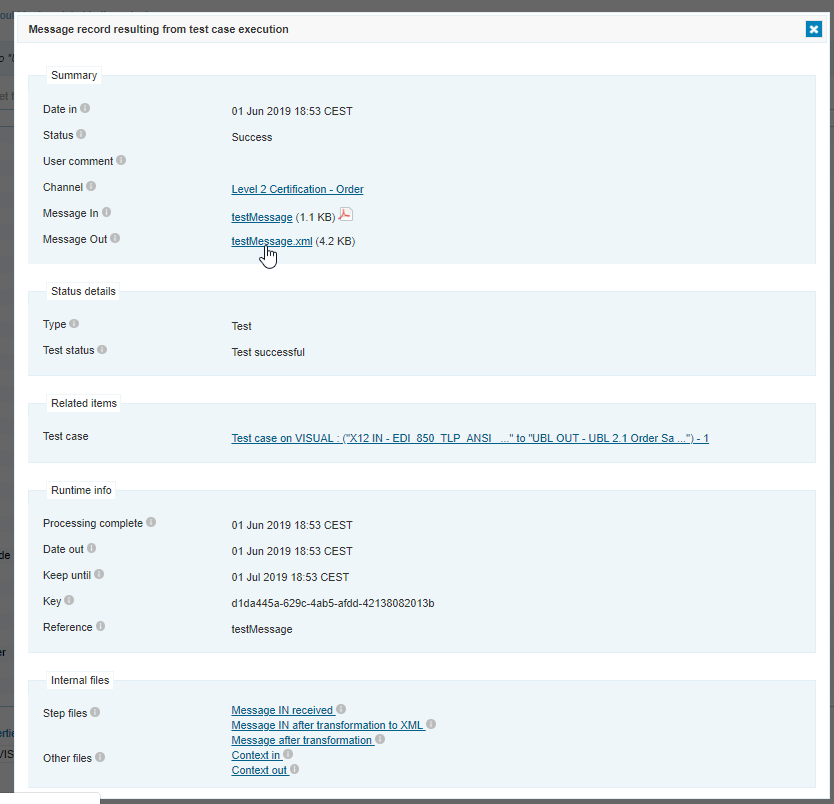 Message record resulting from test case execution
Summary
Date in 01 Jun 2019 18:53 CEST
Status Success
User comment
Channel Level 2 Certification - Order
Message In testMessage (1.1 KB)
Message Out testMessage.xml (4.2 KB)
Status details
Type Test
Test status Test successful
Related items
Test case Test case on VISUAL : ("X12 IN - EDI_850_TLP_ANSI_ ..." to "UBL OUT - UBL 2.1 Order Sa ...") - 1
Runtime info
Processing complete 01 Jun 2019 18:53 CEST
Date out 01 Jun 2019 18:53 CEST
Keep until 01 Jul 2019 18:53 CEST
Key d1da445a-629c-4ab5-afdd-42138082013b
Reference testMessage
Internal files
Step files Message IN received
Message IN after transformation to XML
Message after transformation
Other files Context in
Context out